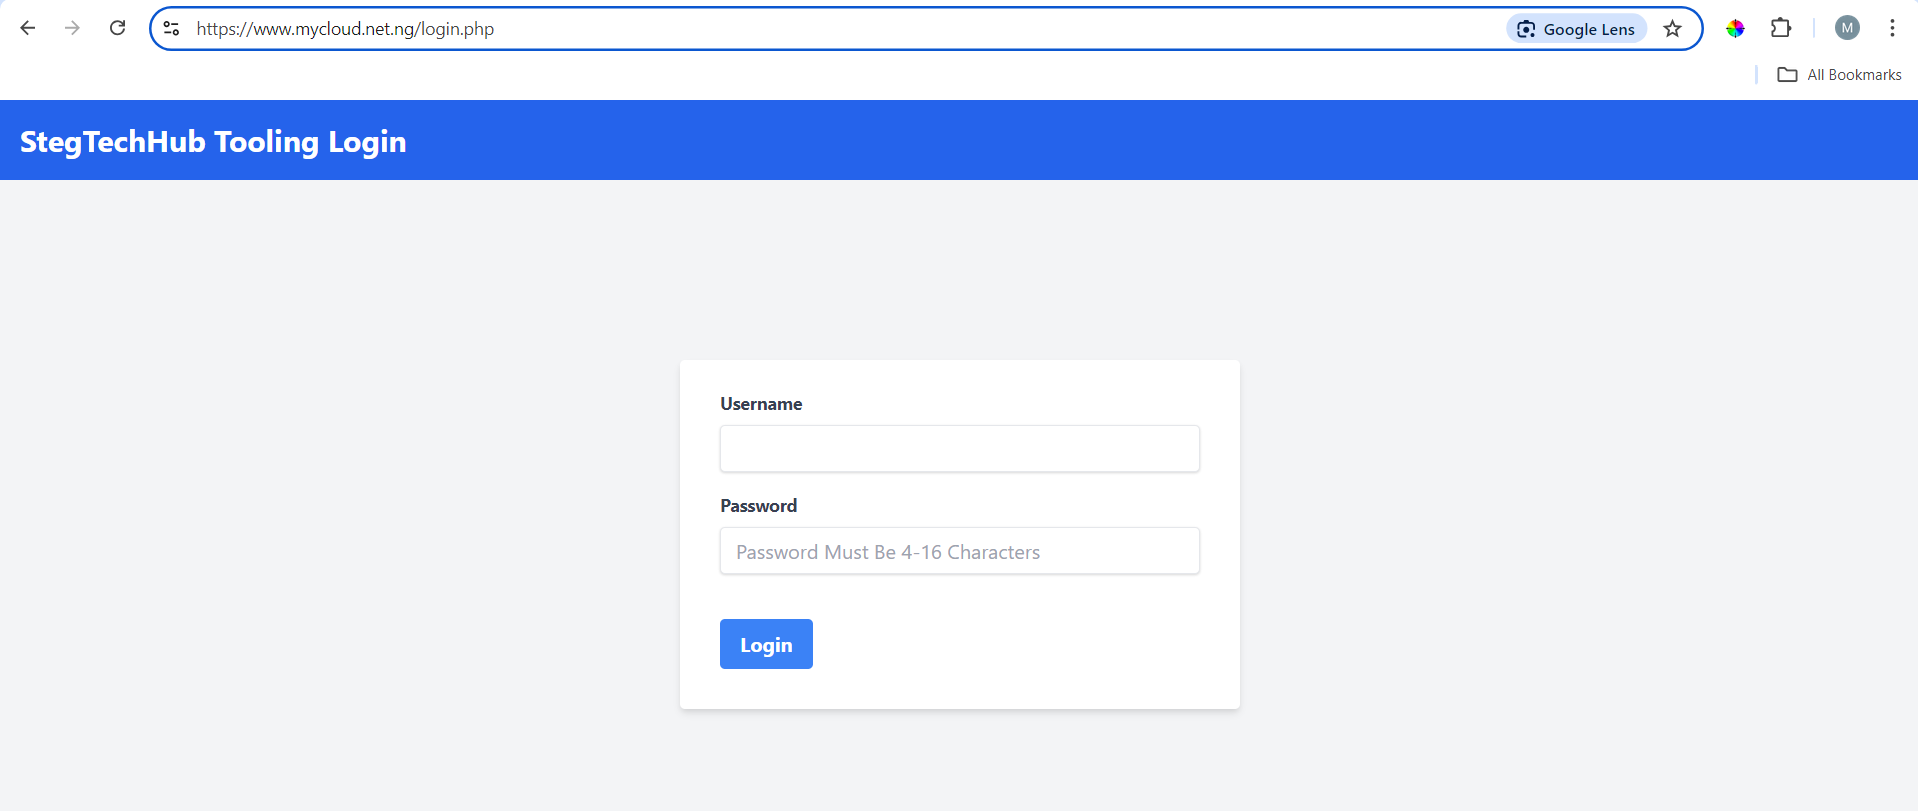 https://www.mycloud.net.ng/login.php
Google Lens
M
All Bookmarks
StegTechHub Tooling Login
Username
Password
Password Must Be 4-16 Characters
Login